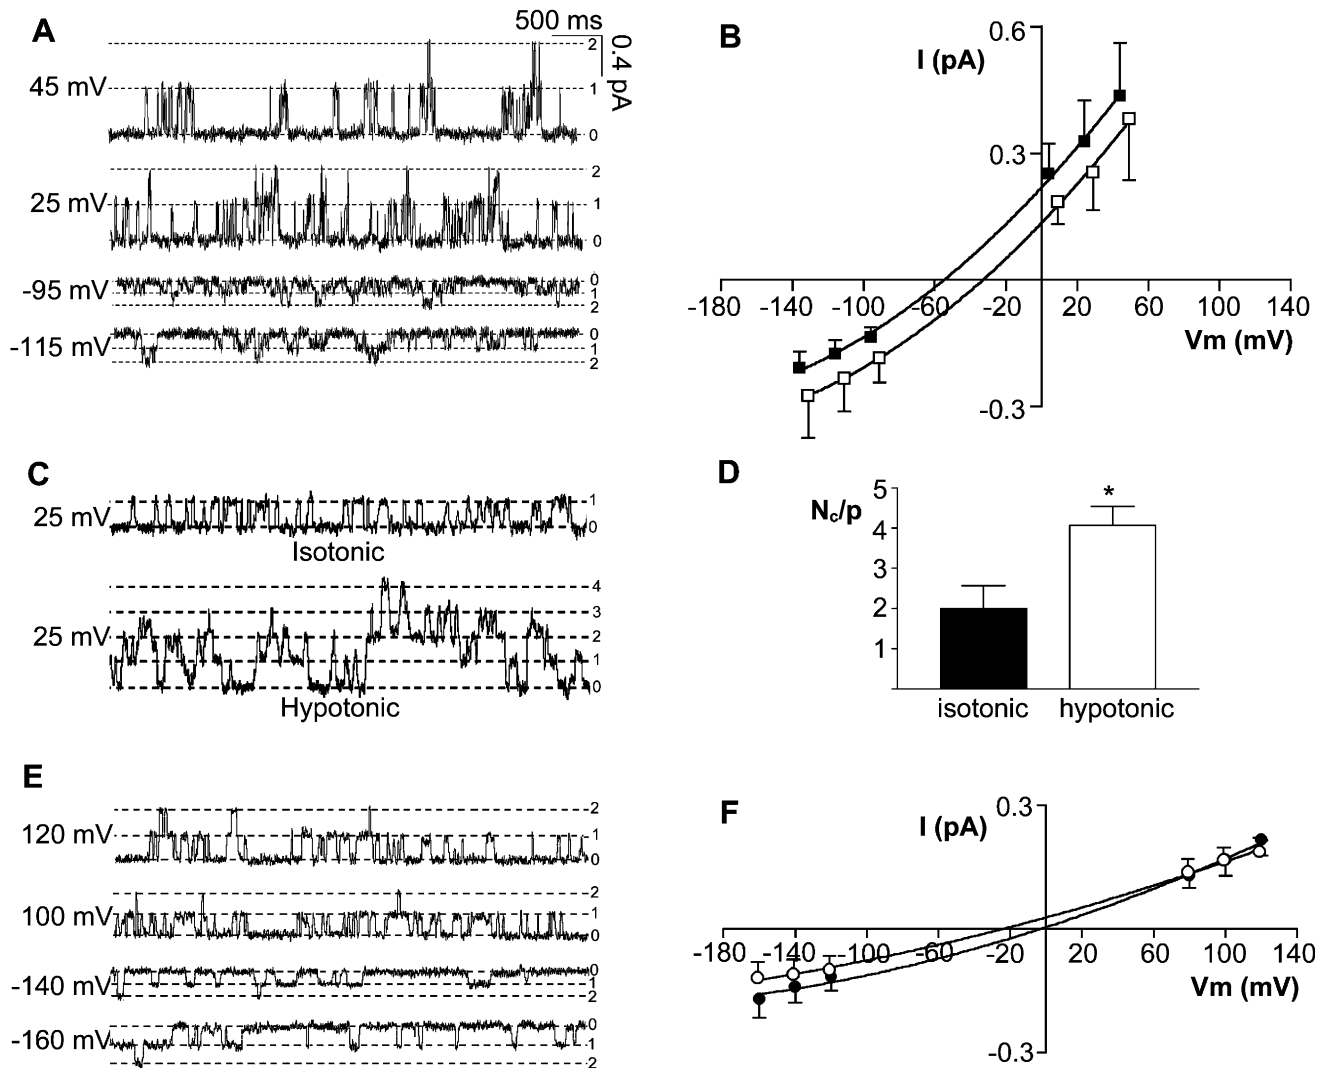 A
500 ms
0.4 pA
45 mV
2
1
0
25 mV
2
1
0
-95 mV
0
1
2
-115 mV
0
1
2
B
I (pA)
0.6
0.3
-0.3
-180 -140 -100 -60 20 60 100 140
Vm (mV)
C
25 mV
1
0
Isotonic
25 mV
4
3
2
1
0
Hypotonic
D
Nc/p
5
4
3
2
1
*
isotonic hypotonic
E
120 mV
2
1
0
100 mV
2
1
0
-140 mV
0
1
2
-160 mV
0
1
2
F
I (pA)
0.3
-0.3
-180 -140 -100 -60 20 60 100 140
Vm (mV)